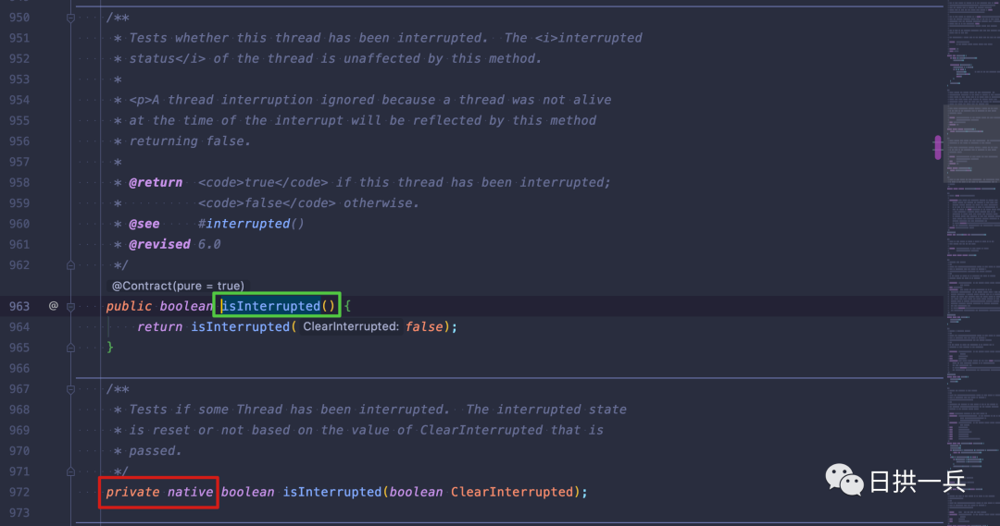 950 /**
951 * Tests whether this thread has been interrupted.  The <i>interrupted
952 * status</i> of the thread is unaffected by this method.
953 *
954 * <p>A thread interruption ignored because a thread was not alive
955 * at the time of the interrupt will be reflected by this method
956 * returning false.
957 *
958 * @return  <code>true</code> if this thread has been interrupted;
959 *          <code>false</code> otherwise.
960 * @see     #interrupted()
961 * @revised 6.0
962 */
@Contract(pure = true)
963 @ public boolean isInterrupted() {
964 return isInterrupted( ClearInterrupted: false);
965 }
966
967 /**
968 * Tests if some Thread has been interrupted.  The interrupted state
969 * is reset or not based on the value of ClearInterrupted that is
970 * passed.
971 */
972 private native boolean isInterrupted(boolean ClearInterrupted);
973
日拱一兵